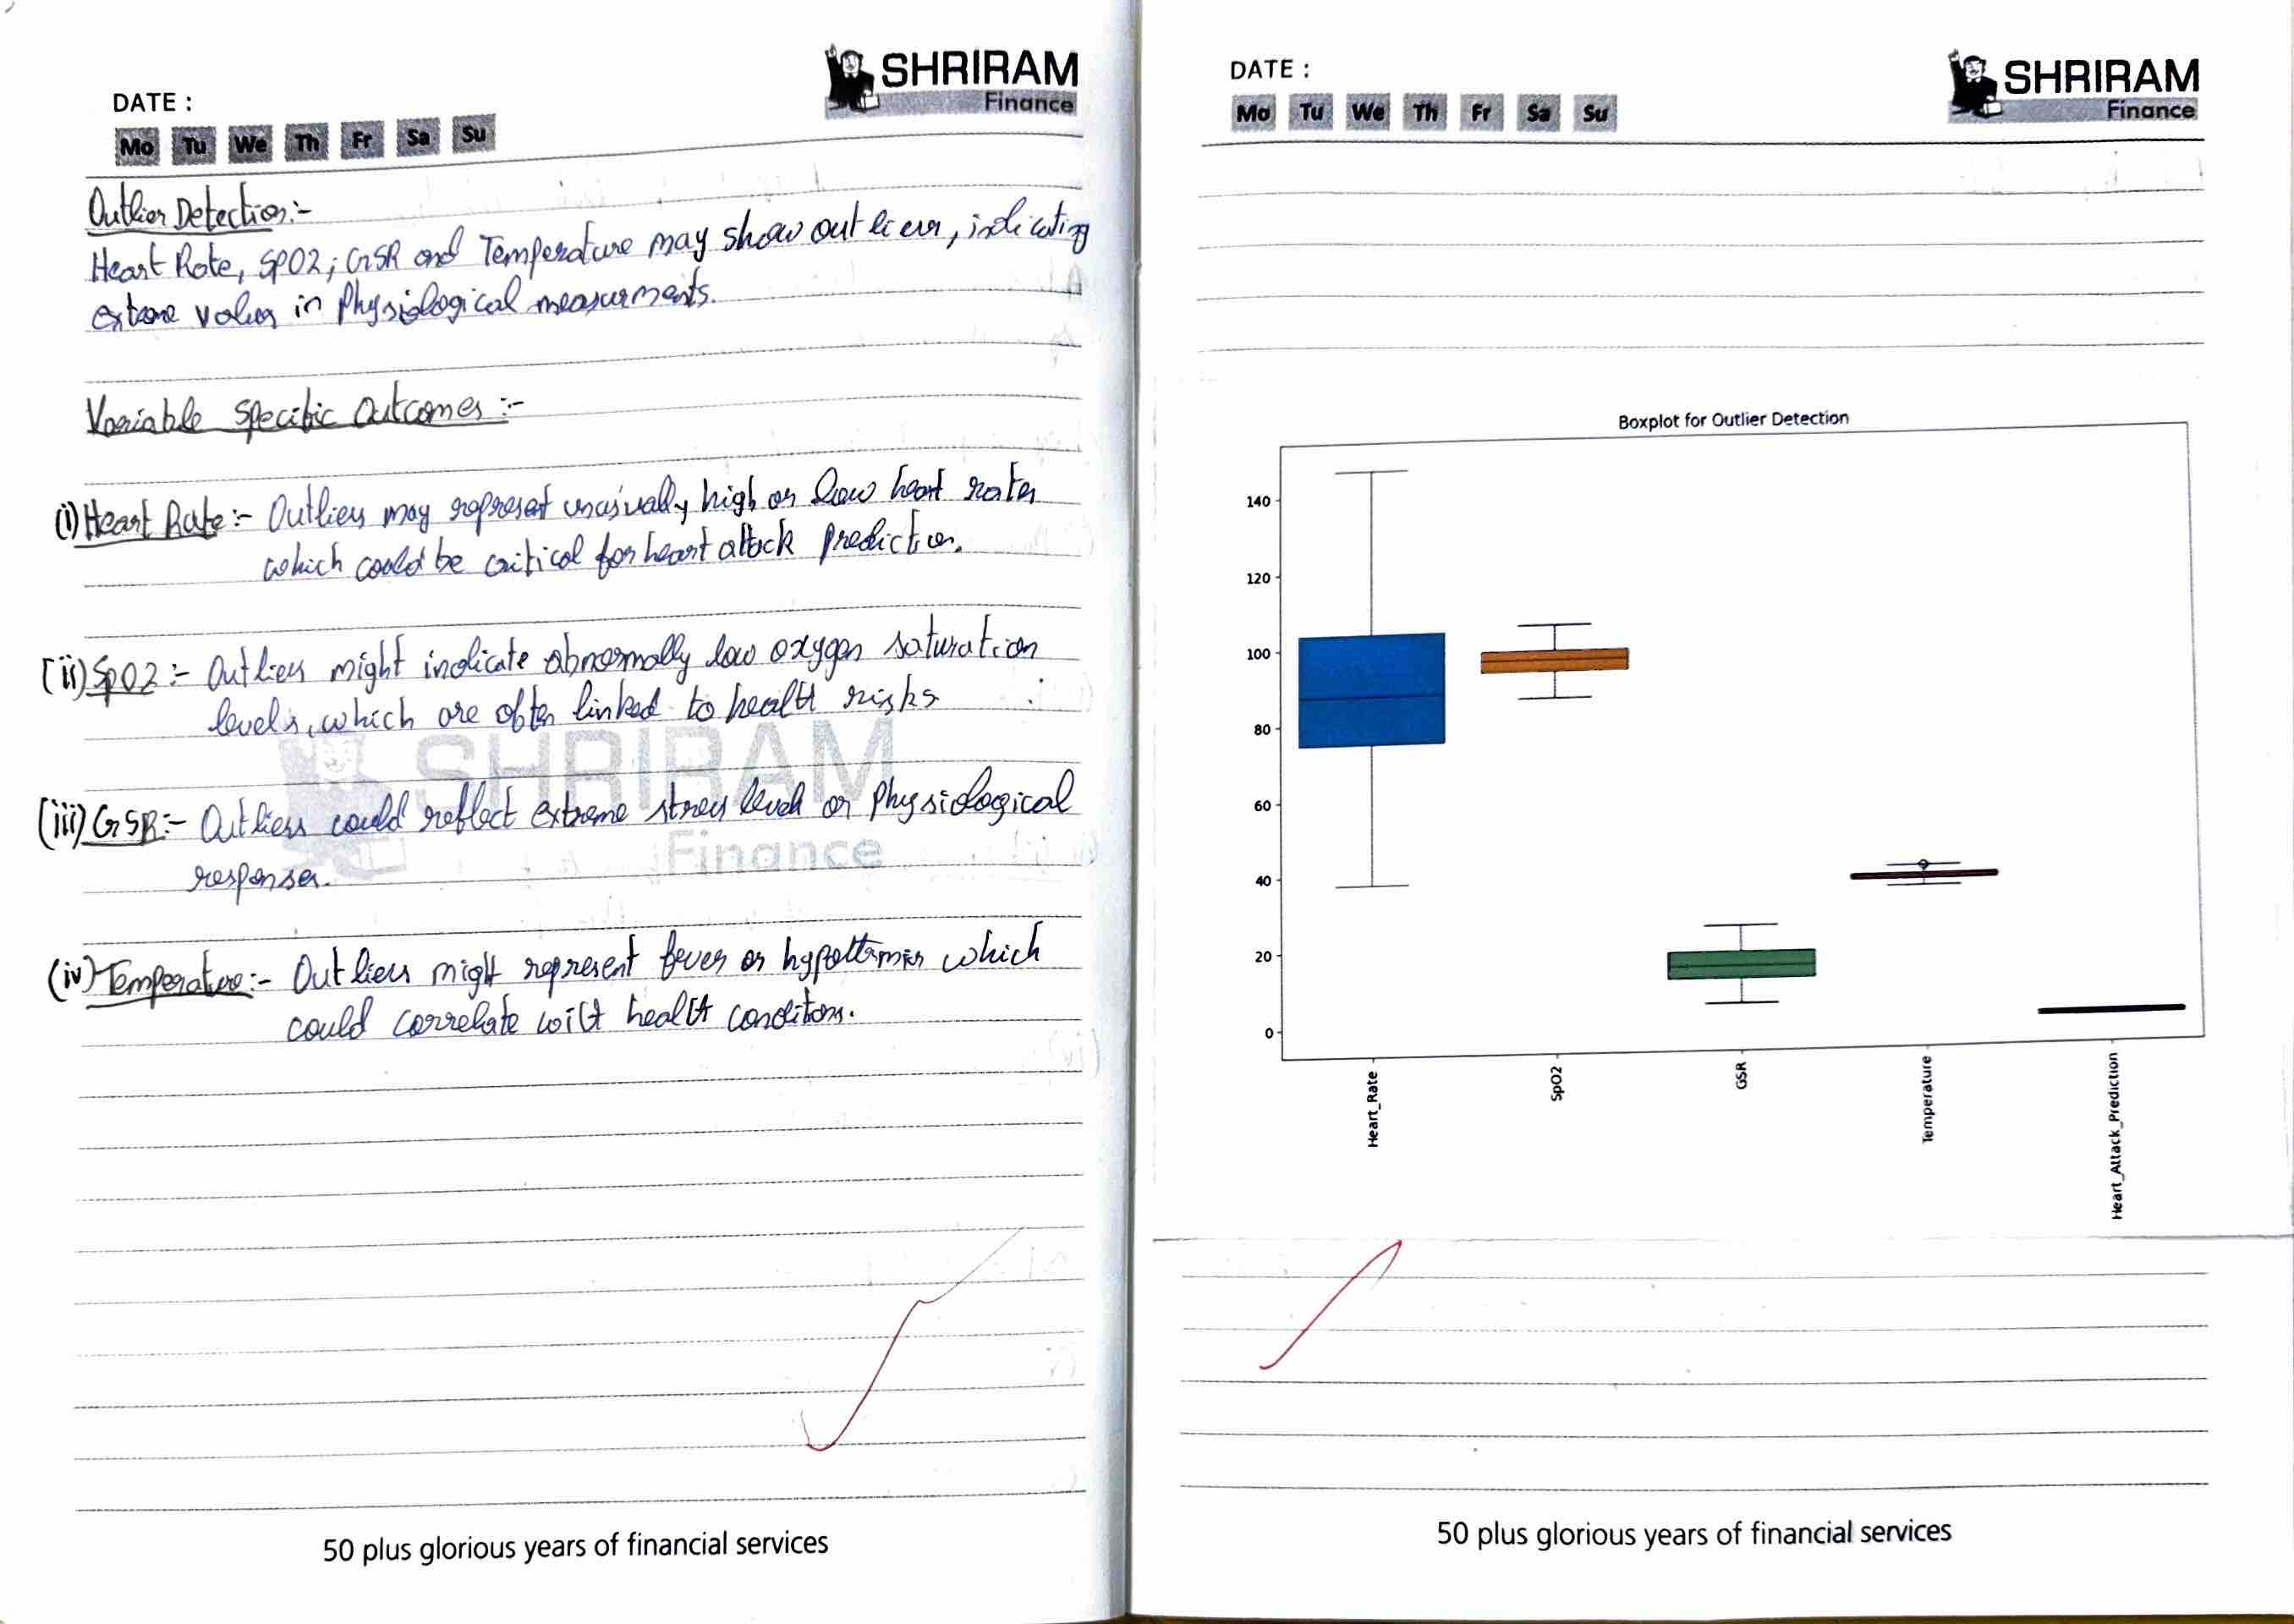 DATE :
SHRIRAM
Finance
Mo Tu We Th Fr Sa Su
Outlier Detection:-
Heart Rate, SPO2, GSR and Temperature may show outliers, indicating
extreme values in Physiological measurments.
Variable Specific Outcomes :-
(i) Heart Rate :- Outliers may represent unusually high or low heart rates
which could be critical for heart attack prediction.
(ii) SpO2 :- Outliers might indicate abnormally low oxygen saturation
levels, which are often linked to health risks
SHRIRAM
(iii) GSR:- Outliers could reflect extreme stress level or physiological
Finance
responses.
(iv) Temperature:- Outliers might represent fever or which
could correlate with health conditions.
50 plus glorious years of financial services
DATE :
SHRIRAM
Finance
Mo Tu We Th Fr Sa Su
Boxplot for Outlier Detection
140
120
100
80
60
40
20
0
Heart_Rate
SpO2
GSR
Temperature
Heart_Attack_Prediction
50 plus glorious years of financial services